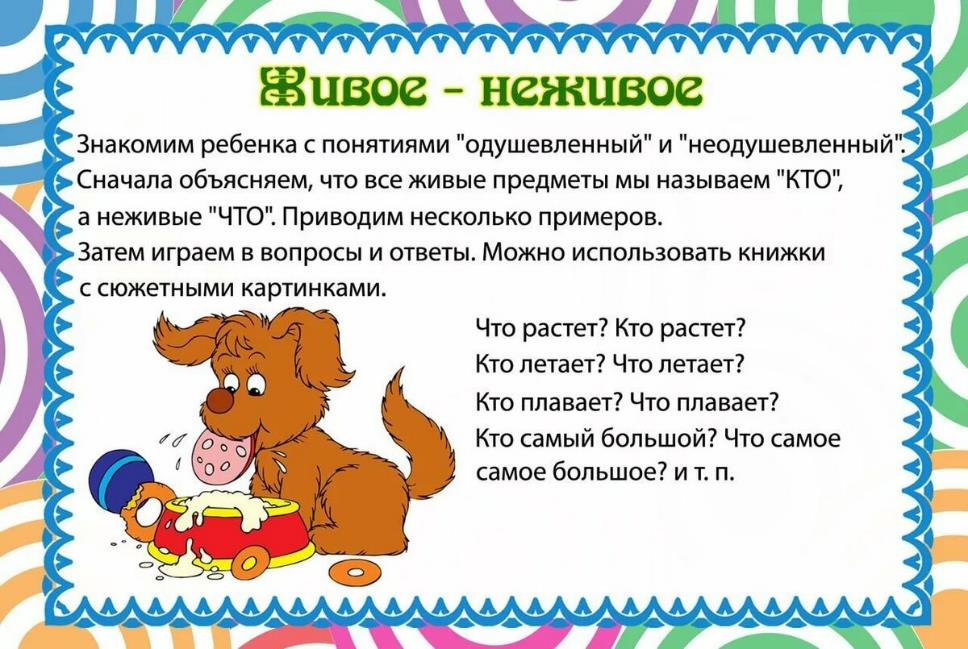 Живое - неживое
Знакомим ребенка с понятиями "одушевленный" и "неодушевленный".
Сначала объясняем, что все живые предметы мы называем "КТО",
а неживые "ЧТО". Приводим несколько примеров.
Затем играем в вопросы и ответы. Можно использовать книжки
с сюжетными картинками.
Что растет? Кто растет?
Кто летает? Что летает?
Кто плавает? Что плавает?
Кто самый большой? Что самое
самое большое? и т. п.